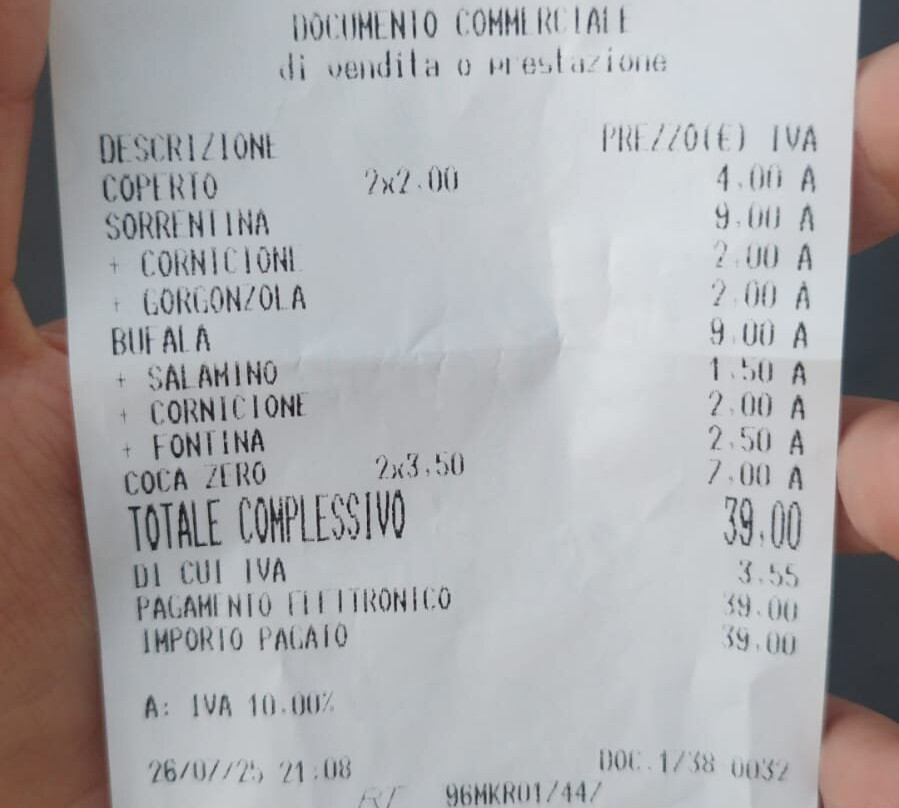 DOCUMENTO COMMERCIALE
di vendita o prestazione
DESCRIZIONE PREZZO(€) IVA
COPERTO 2x2.00 4.00 A
SORRENTINA 9.00 A
+ CORNICIONE 2.00 A
+ GORGONZOLA 2.00 A
BUFALA 9.00 A
+ SALAMINO 1.50 A
+ CORNICIONE 2.00 A
+ FONTINA 2.50 A
COCA ZERO 2x3.50 7.00 A
TOTALE COMPLESSIVO 39.00
DI CUI IVA 3.55
PAGAMENTO ELETTRONICO 39.00
IMPORTO PAGATO 39.00
A: IVA 10.00%
26/07/25 21:08 DOC.1738-0032
RT 96MKR017447